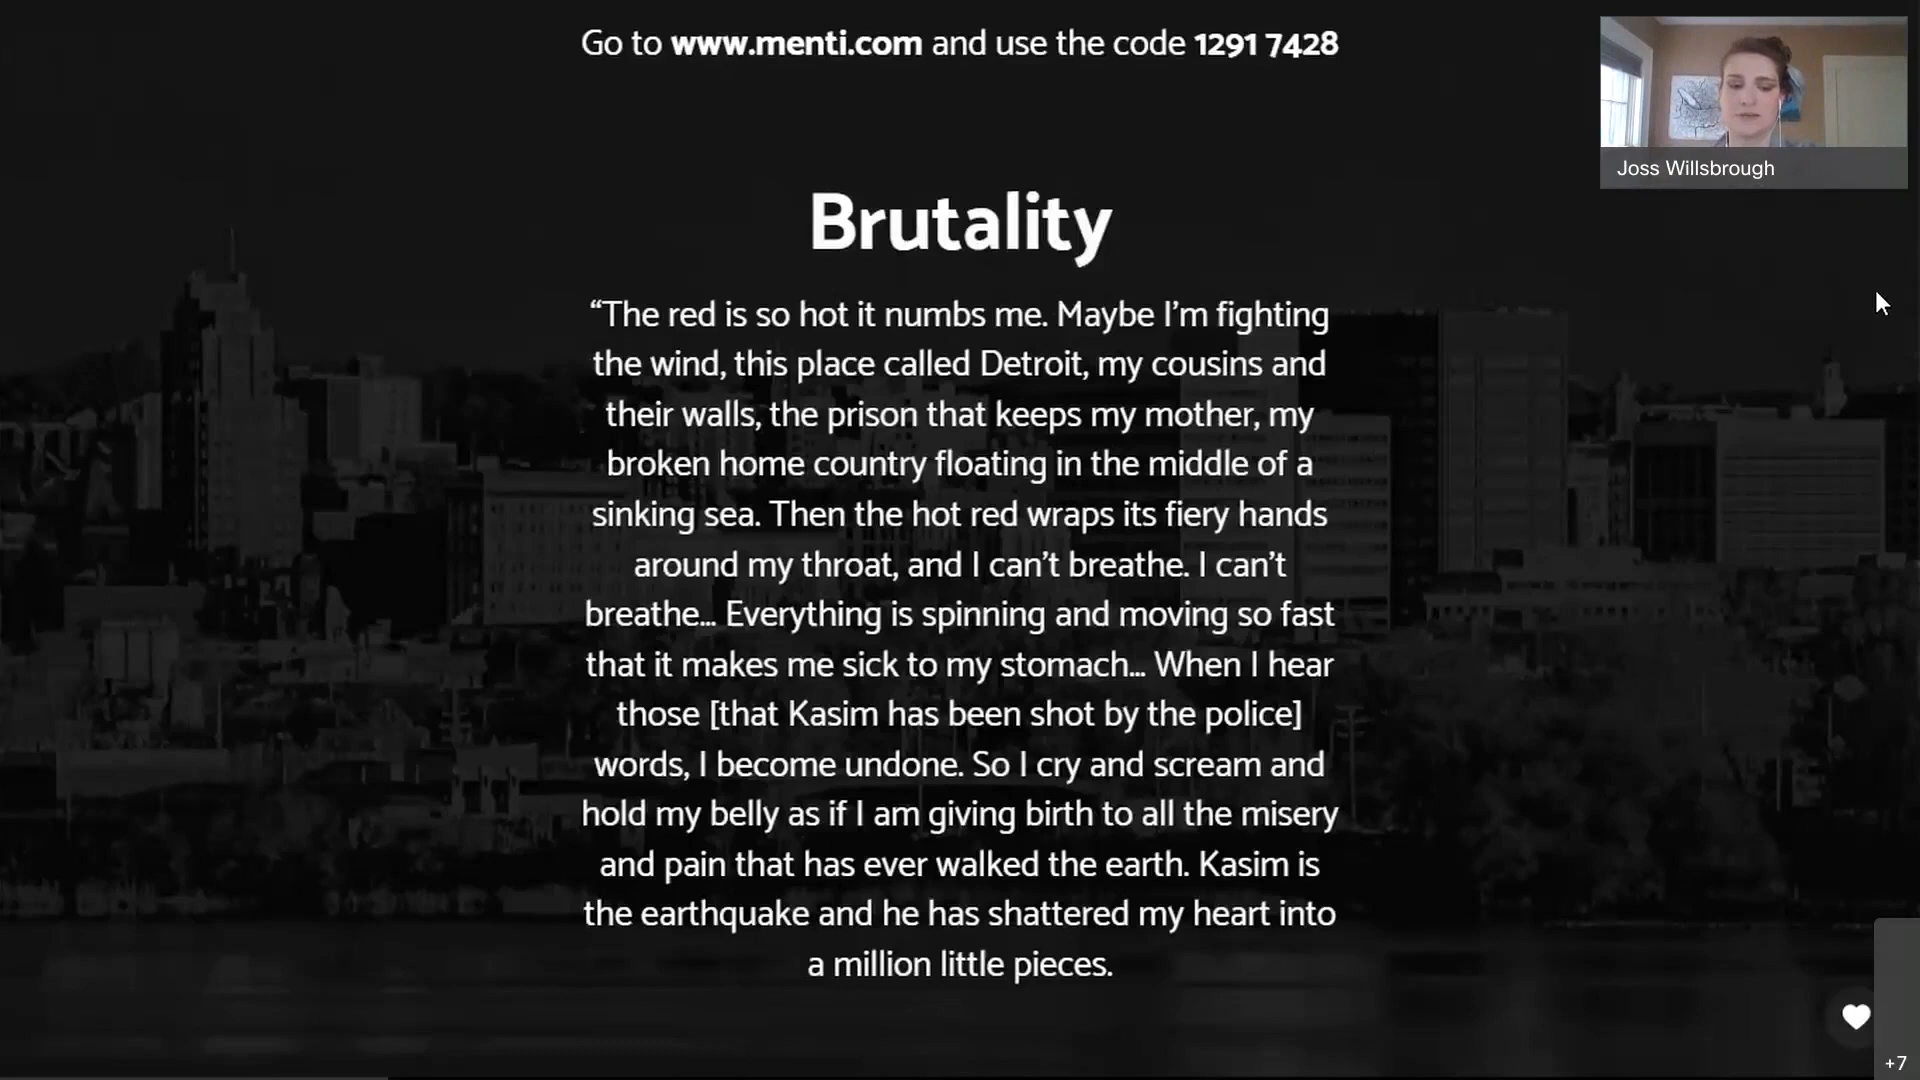 Go to www.menti.com and use the code 1291 7428
Joss Willsbrough
Brutality
“The red is so hot it numbs me. Maybe I’m fighting
the wind, this place called Detroit, my cousins and
their walls, the prison that keeps my mother, my
broken home country floating in the middle of a
sinking sea. Then the hot red wraps its fiery hands
around my throat, and I can’t breathe. I can’t
breathe... Everything is spinning and moving so fast
that it makes me sick to my stomach... When I hear
those [that Kasim has been shot by the police]
words, I become undone. So I cry and scream and
hold my belly as if I am giving birth to all the misery
and pain that has ever walked the earth. Kasim is
the earthquake and he has shattered my heart into
a million little pieces.
+7